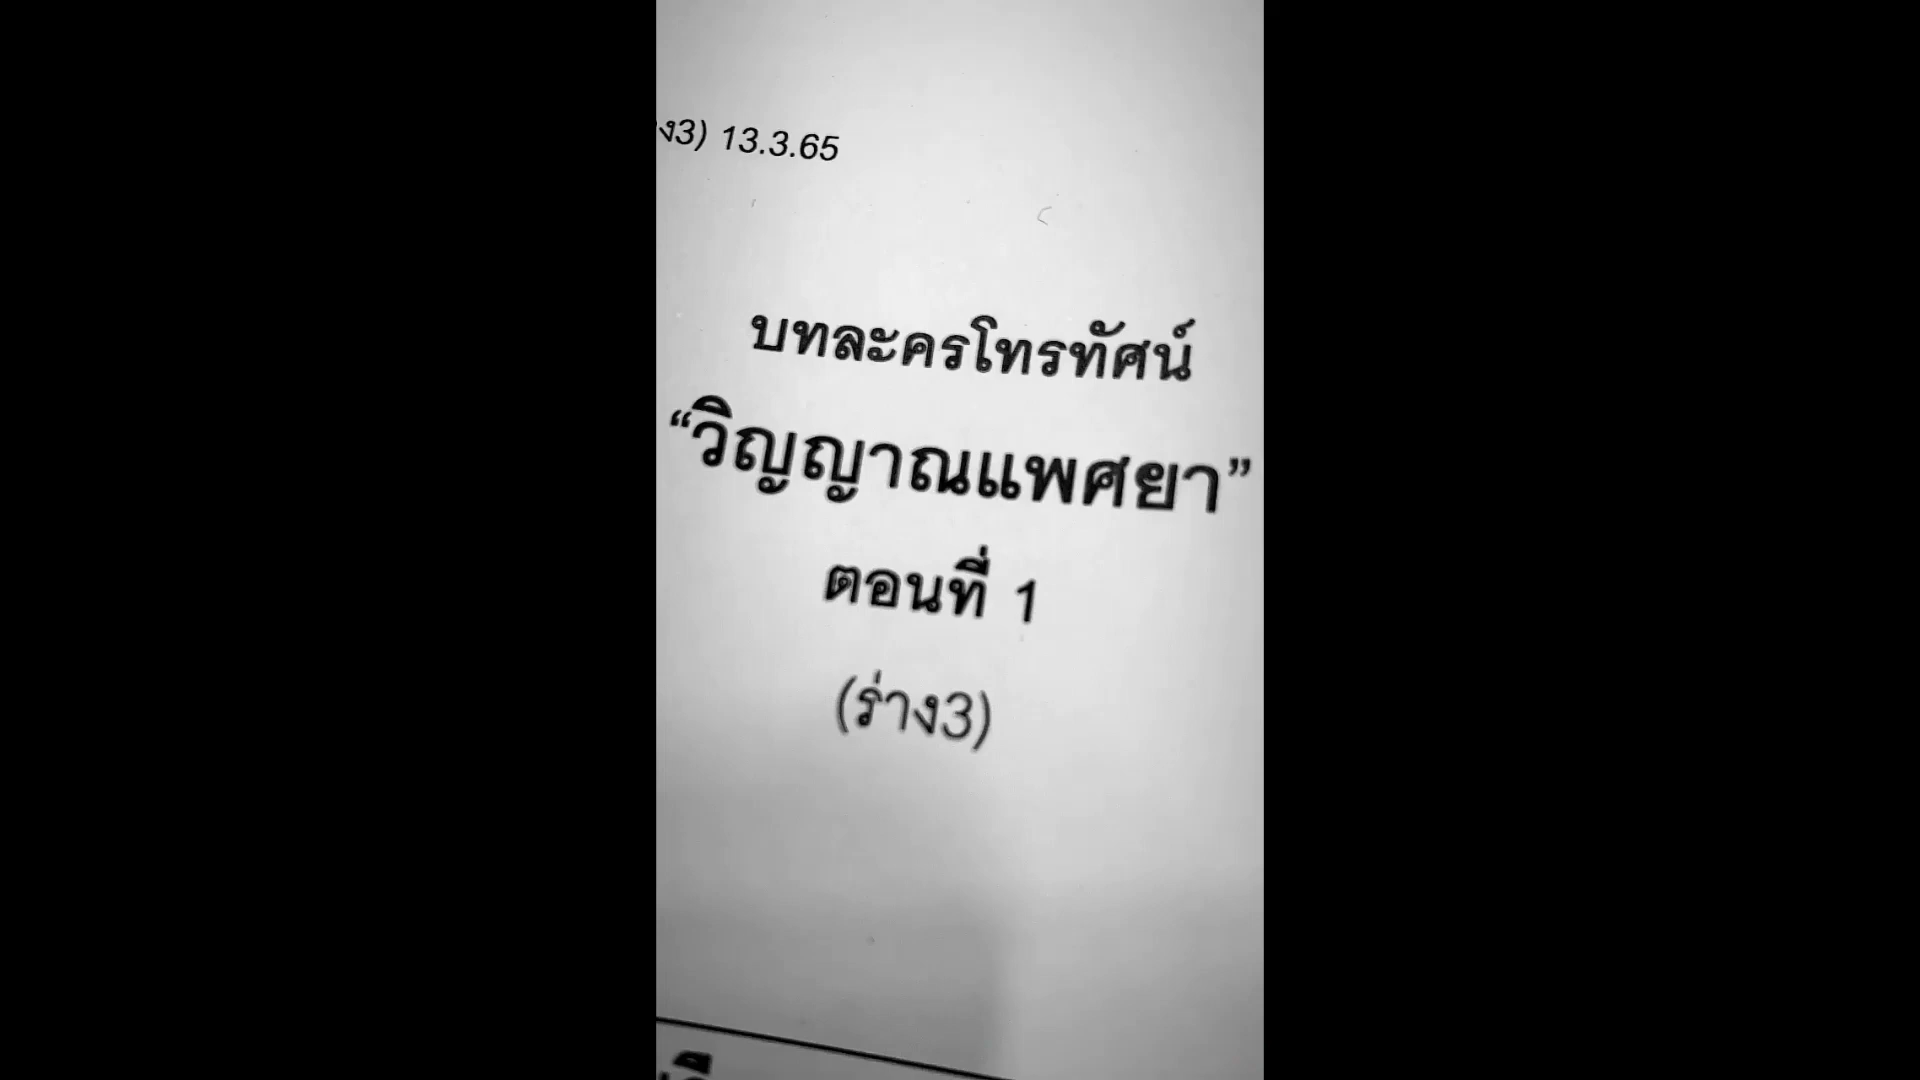 3) 13.3.65
บทละครโทรทัศน์
“วิญญาณแพศยา”
ตอนที่ 1
(ร่าง3)